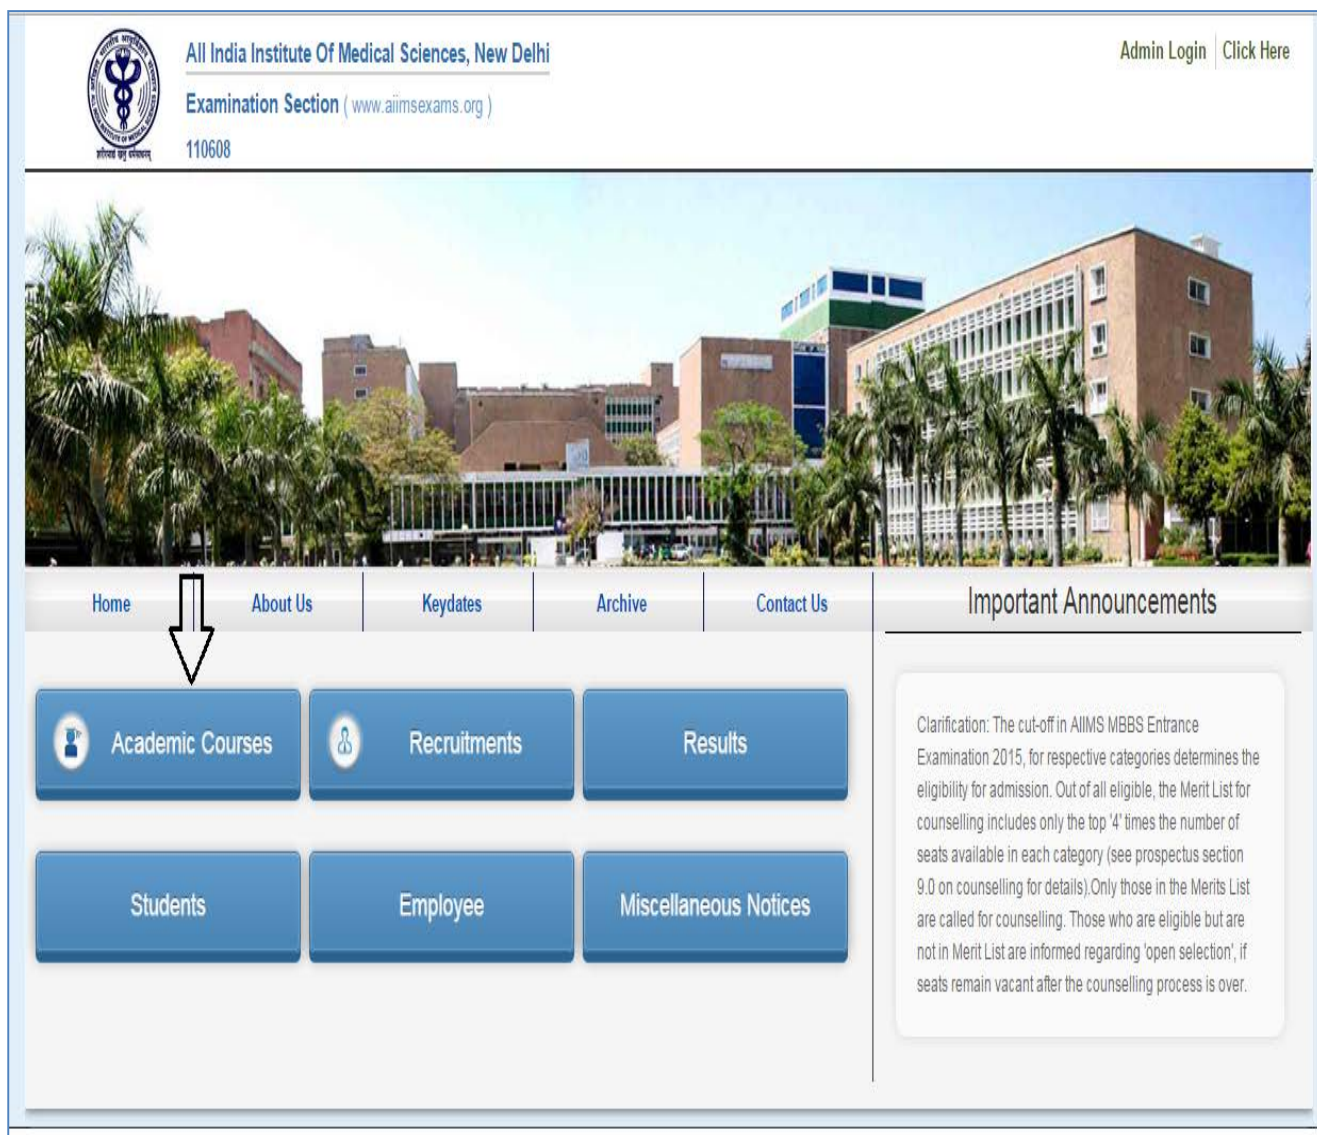 All India Institute Of Medical Sciences, New Delhi
Examination Section ( www.aiimsexams.org )
110608
Admin Login
Click Here
Home
About Us
Keydates
Archive
Contact Us
Important Announcements
Academic Courses
Recruitments
Results
Students
Employee
Miscellaneous Notices
Clarification: The cut-off in AIIMS MBBS Entrance
Examination 2015, for respective categories determines the
eligibility for admission. Out of all eligible, the Merit List for
counselling includes only the top '4' times the number of
seats available in each category (see prospectus section
9.0 on counselling for details).Only those in the Merits List
are called for counselling. Those who are eligible but are
not in Merit List are informed regarding 'open selection', if
seats remain vacant after the counselling process is over.